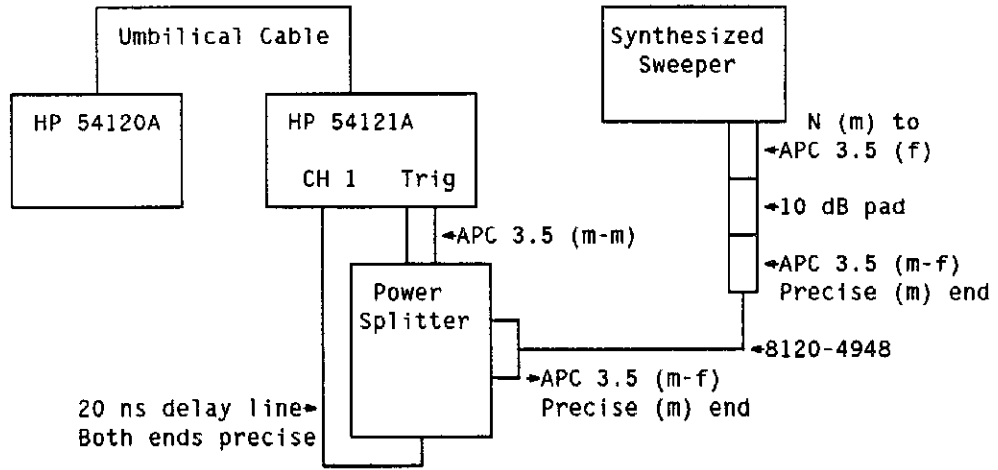 Umbilical Cable
HP 54120A
HP 54121A
CH 1 Trig
Synthesized
Sweeper
N (m) to
APC 3.5 (f)
10 dB pad
APC 3.5 (m-f)
Precise (m) end
8120-4948
APC 3.5 (m-m)
Power
Splitter
APC 3.5 (m-f)
Precise (m) end
20 ns delay line
Both ends precise